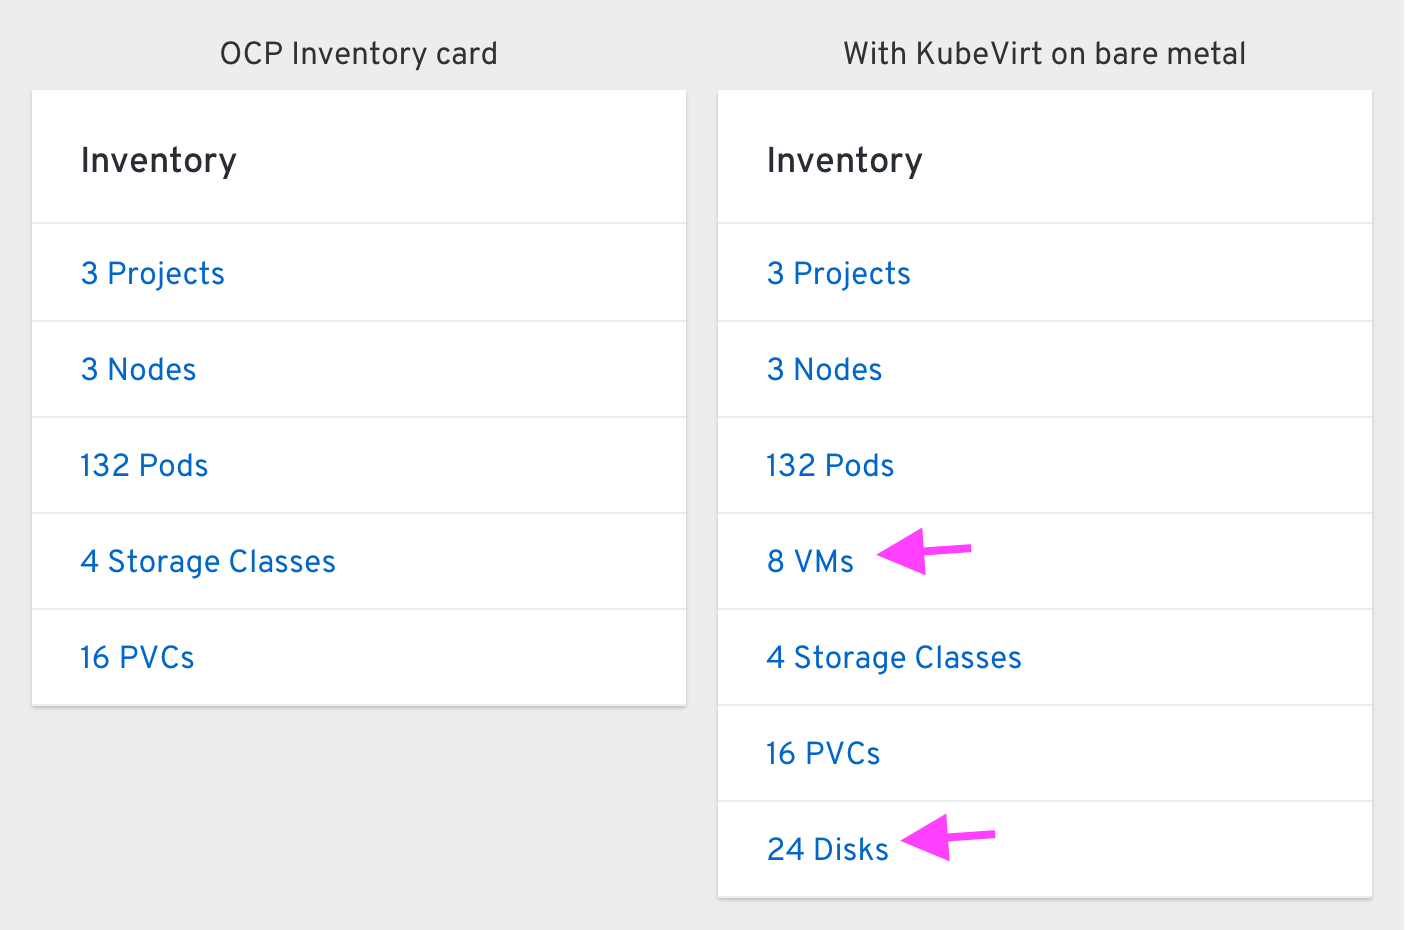 OCP Inventory card
Inventory
3 Projects
3 Nodes
132 Pods
4 Storage Classes
16 PVCs
With KubeVirt on bare metal
Inventory
3 Projects
3 Nodes
132 Pods
8 VMs
4 Storage Classes
16 PVCs
24 Disks